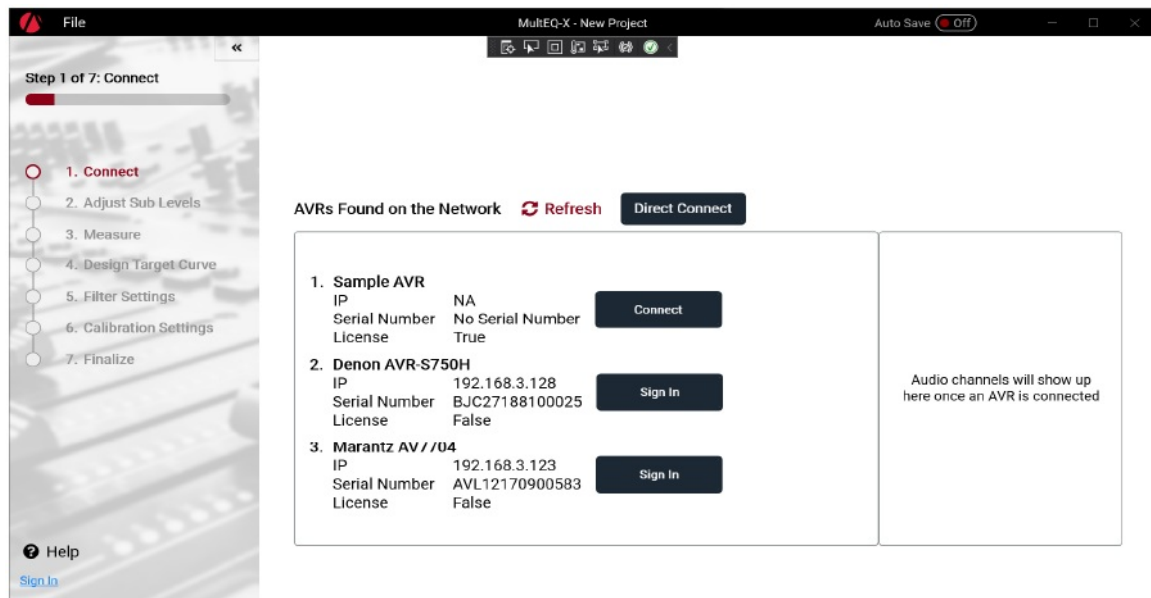 File
MultEQ-X - New Project
Auto Save Off
Step 1 of 7: Connect
1. Connect
2. Adjust Sub Levels
3. Measure
4. Design Target Curve
5. Filter Settings
6. Calibration Settings
7. Finalize
Help
Sign In
AVRs Found on the Network Refresh Direct Connect
1. Sample AVR
IP NA
Serial Number No Serial Number
License True
Connect
2. Denon AVR-S750H
IP 192.168.3.128
Serial Number BJC27188100025
License False
Sign In
3. Marantz AV7704
IP 192.168.3.123
Serial Number AVL12170900583
License False
Sign In
Audio channels will show up
here once an AVR is connected